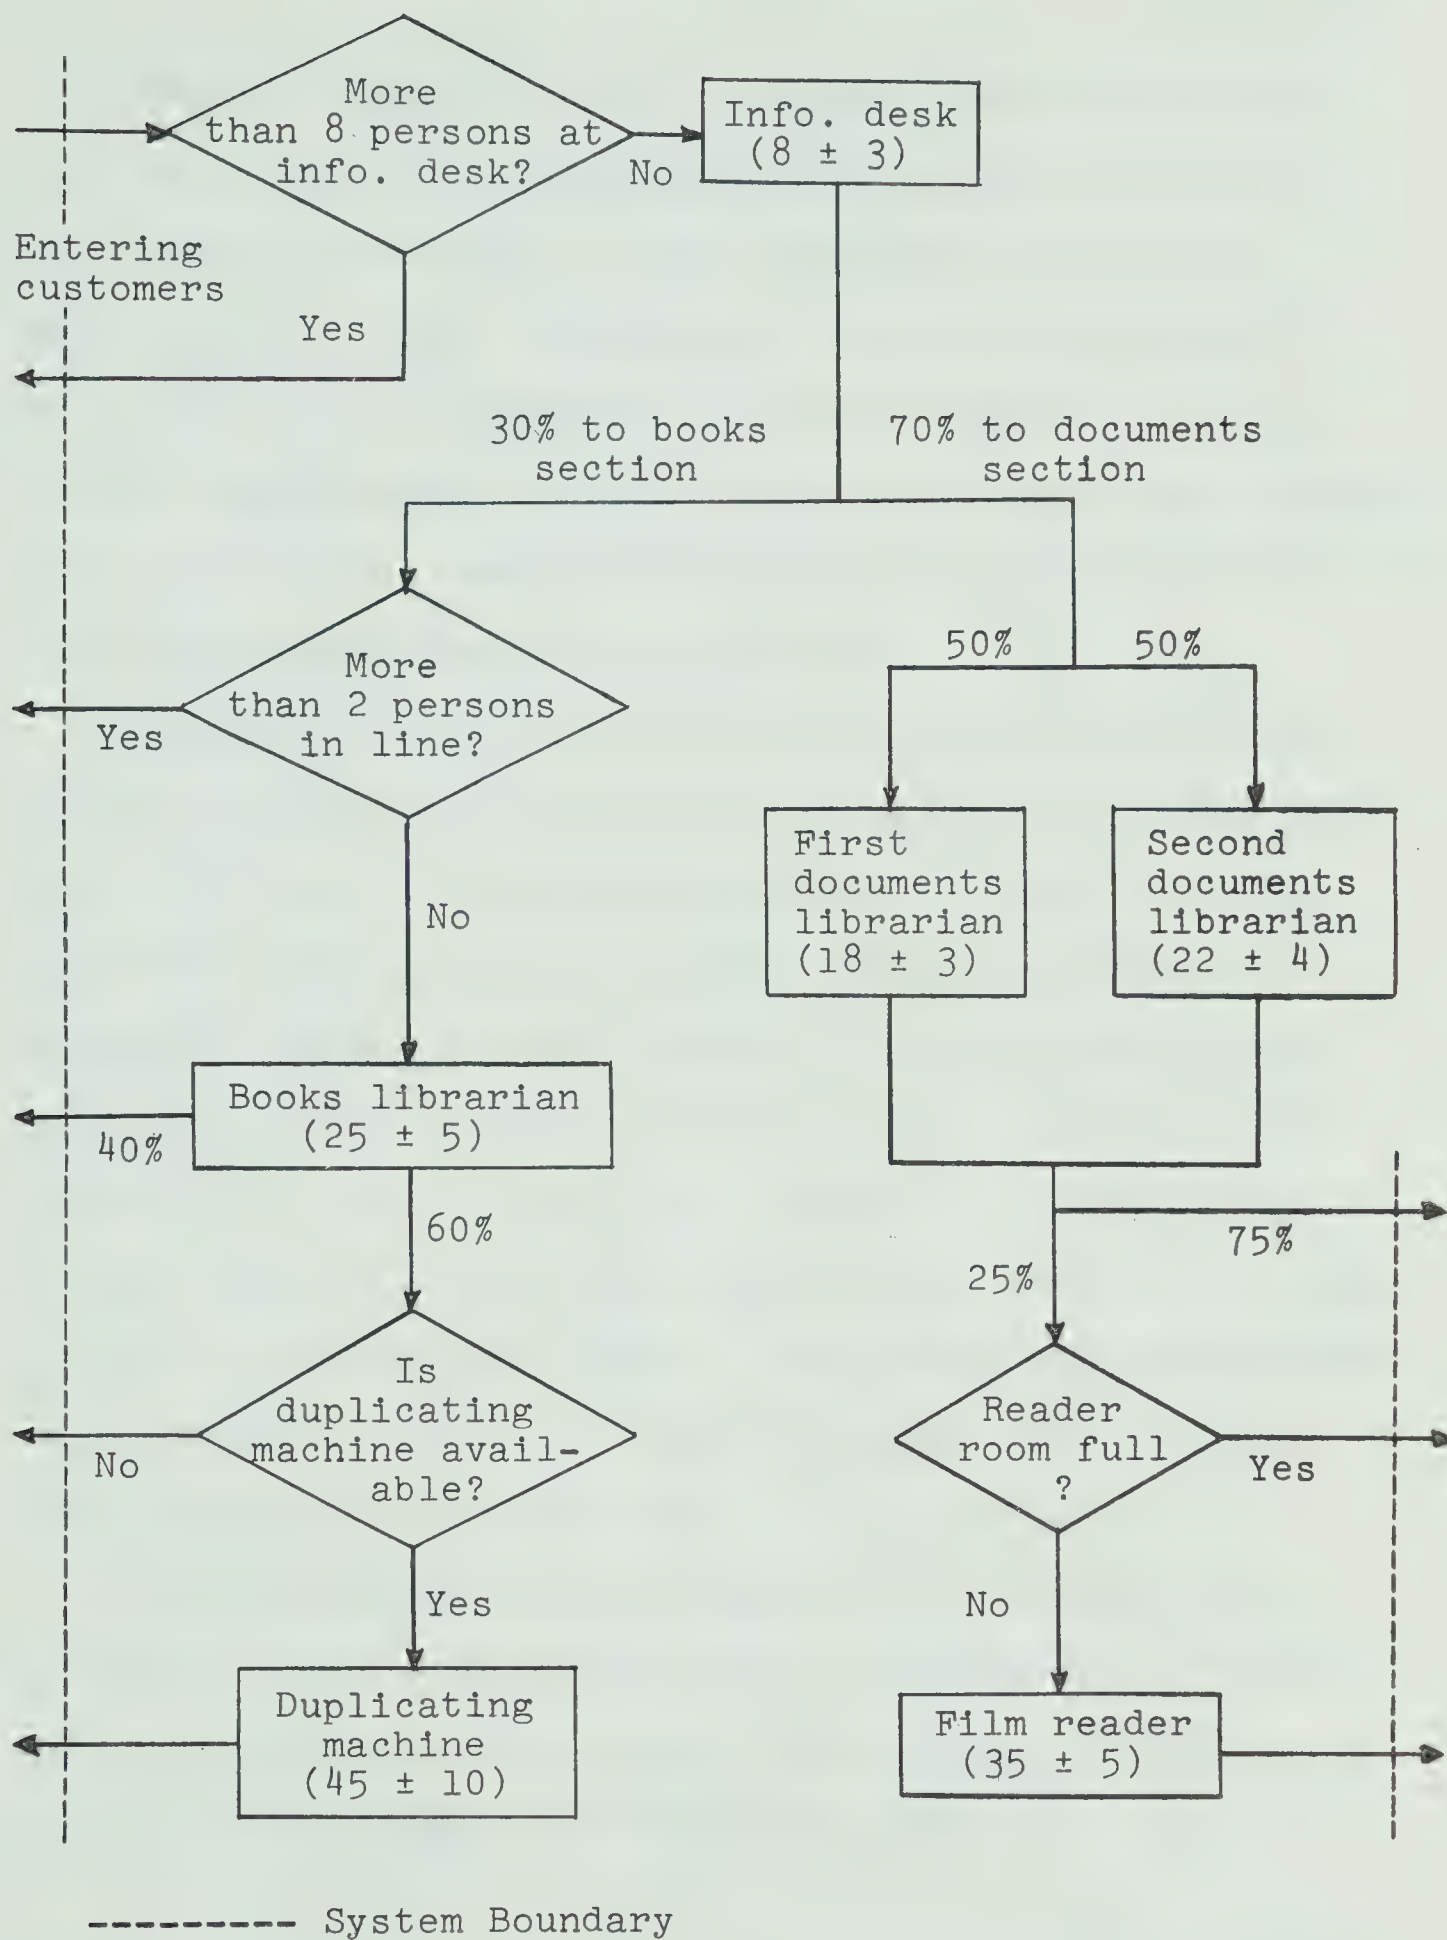 More
than 8 persons at
info. desk?
Info. desk
(8 ± 3)
No
Entering
customers
Yes
30% to books
section
70% to documents
section
50%
50%
More
than 2 persons
in line?
Yes
No
First
documents
librarian
(18 ± 3)
Second
documents
librarian
(22 ± 4)
Books librarian
(25 ± 5)
40%
60%
75%
25%
Is
duplicating
machine avail-
able?
No
Yes
Reader
room full
?
Yes
No
Duplicating
machine
(45 ± 10)
Film reader
(35 ± 5)
System Boundary